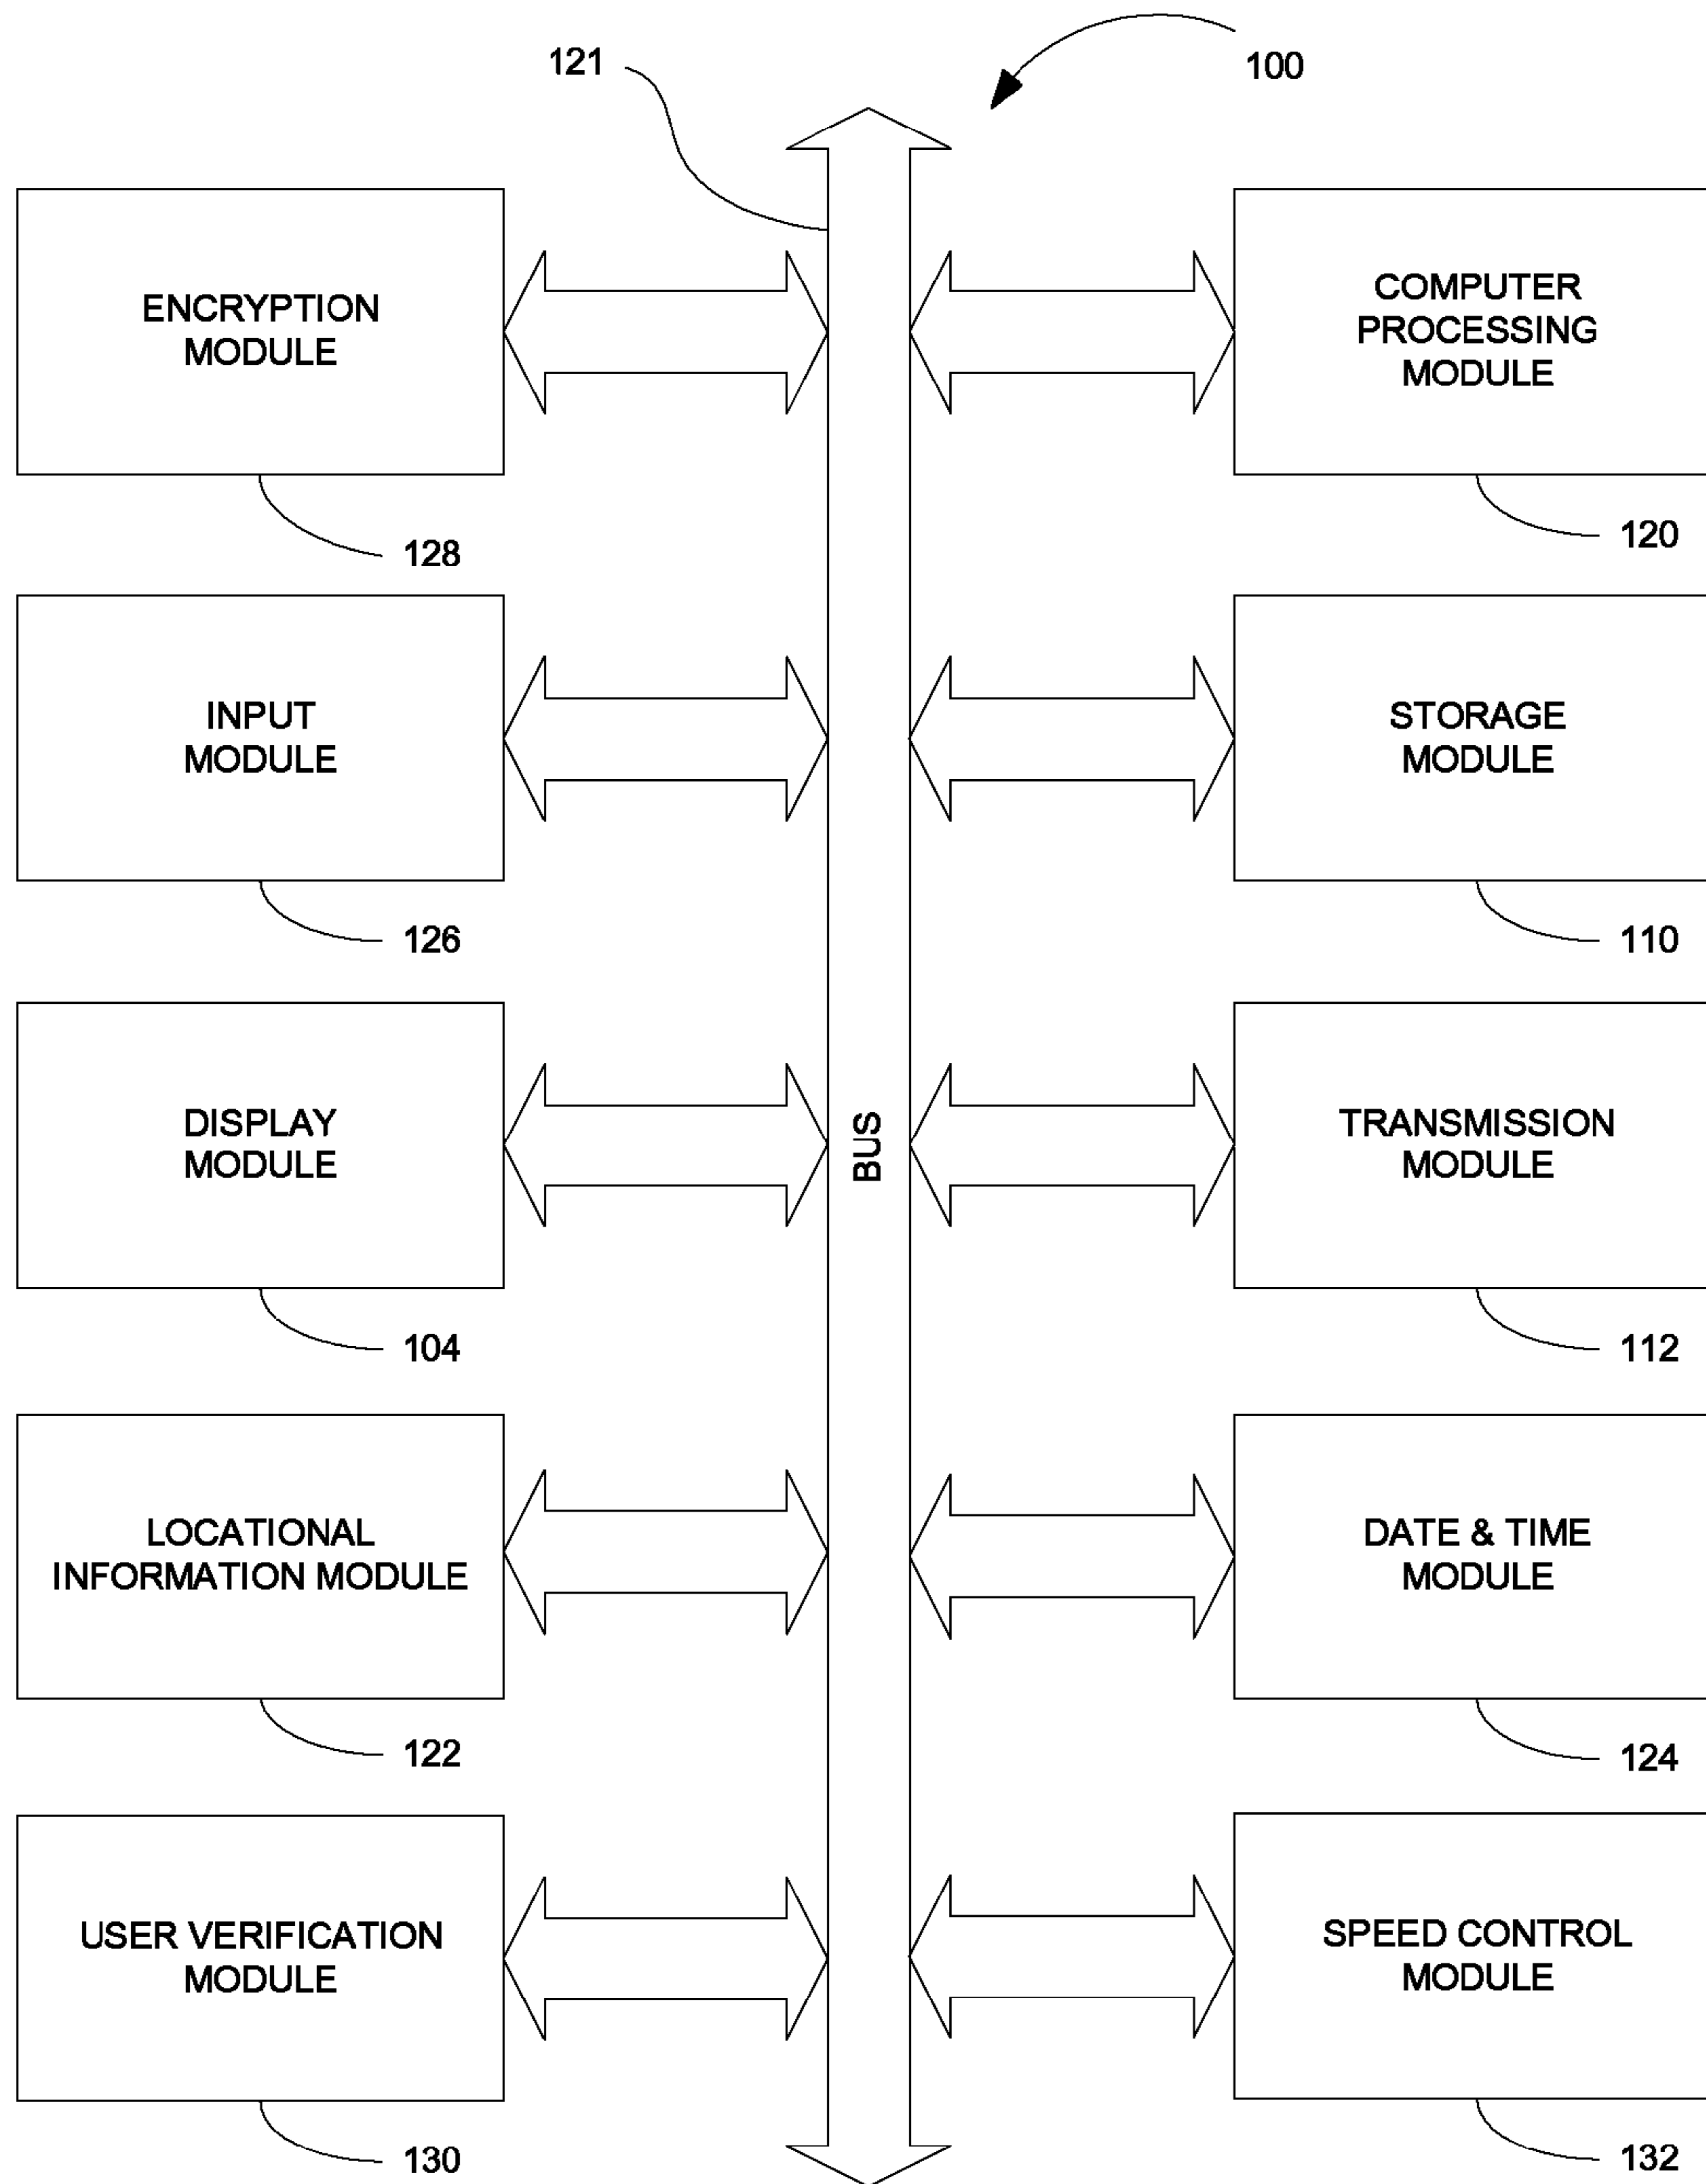 121
100
ENCRYPTION
MODULE
128
COMPUTER
PROCESSING
MODULE
120
INPUT
MODULE
126
STORAGE
MODULE
110
DISPLAY
MODULE
104
BUS
TRANSMISSION
MODULE
112
LOCATIONAL
INFORMATION MODULE
122
DATE & TIME
MODULE
124
USER VERIFICATION
MODULE
130
SPEED CONTROL
MODULE
132